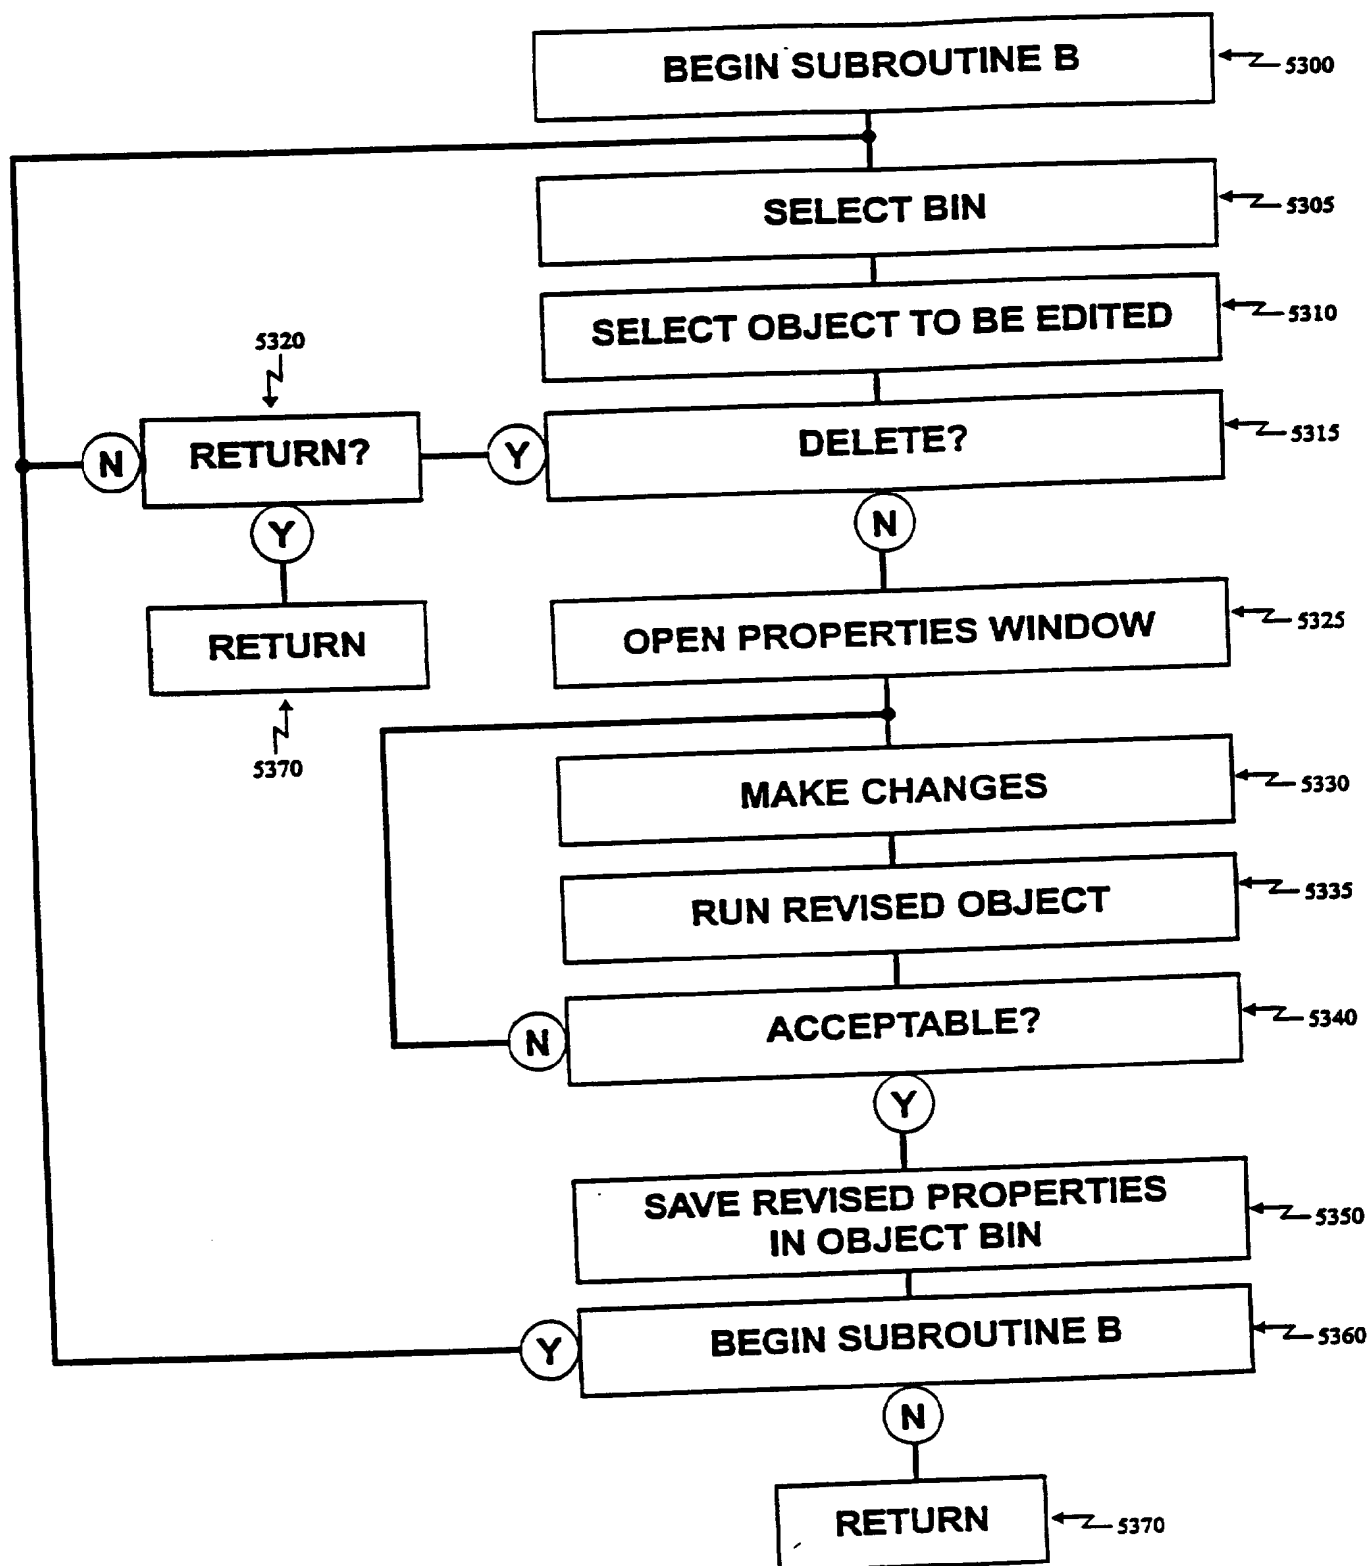 BEGIN SUBROUTINE B
5300
SELECT BIN
5305
SELECT OBJECT TO BE EDITED
5310
5320
N
RETURN?
Y
DELETE?
5315
Y
N
RETURN
5370
OPEN PROPERTIES WINDOW
5325
MAKE CHANGES
5330
RUN REVISED OBJECT
5335
N
ACCEPTABLE?
5340
Y
SAVE REVISED PROPERTIES
IN OBJECT BIN
5350
Y
BEGIN SUBROUTINE B
5360
N
RETURN
5370